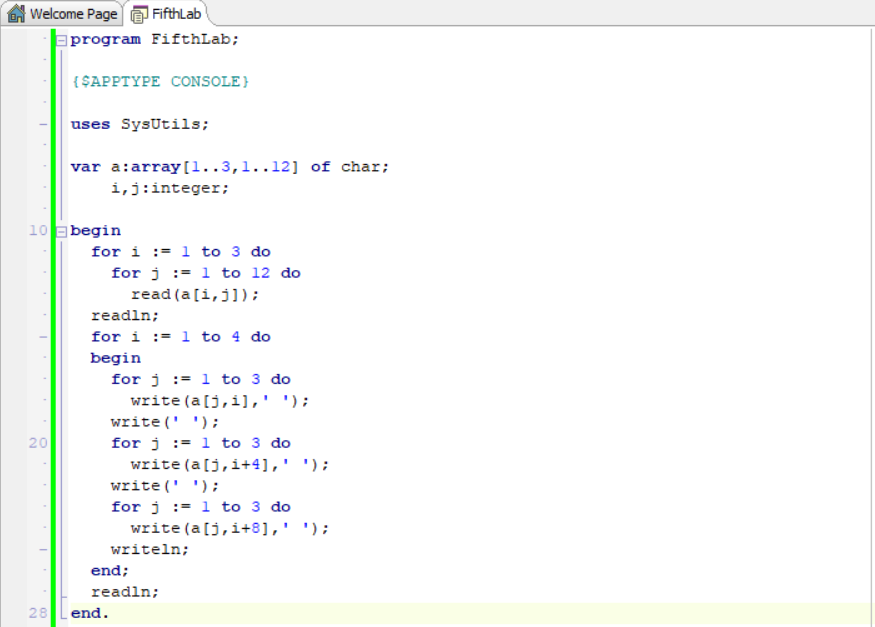 Welcome Page FifthLab
program FifthLab;
{$APPTYPE CONSOLE}
uses SysUtils;
var a:array[1..3,1..12] of char;
i,j:integer;
10 begin
for i := 1 to 3 do
for j := 1 to 12 do
read(a[i,j]);
readln;
for i := 1 to 4 do
begin
for j := 1 to 3 do
write(a[j,i],' ');
write(' ');
20 for j := 1 to 3 do
write(a[j,i+4],' ');
write(' ');
for j := 1 to 3 do
write(a[j,i+8],' ');
writeln;
end;
readln;
28 end.